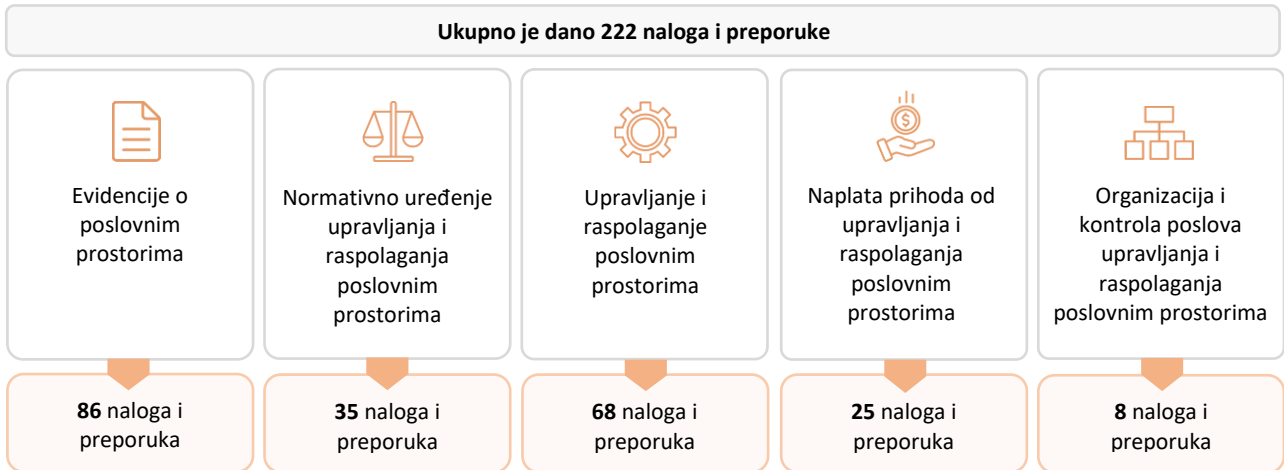 Ukupno je dano 222 naloga i preporuke
Evidencije o
poslovnim
prostorima
Normativno uređenje
upravljanja i
raspolaganja
poslovnim
prostorima
Upravljanje i
raspolaganje
poslovnim
prostorima
Naplata prihoda od
upravljanja i
raspolaganja
poslovnim
prostorima
Organizacija i
kontrola poslova
upravljanja i
raspolaganja
poslovnim prostorima
86 naloga i
preporuka
35 naloga i
preporuka
68 naloga i
preporuka
25 naloga i
preporuka
8 naloga i
preporuka